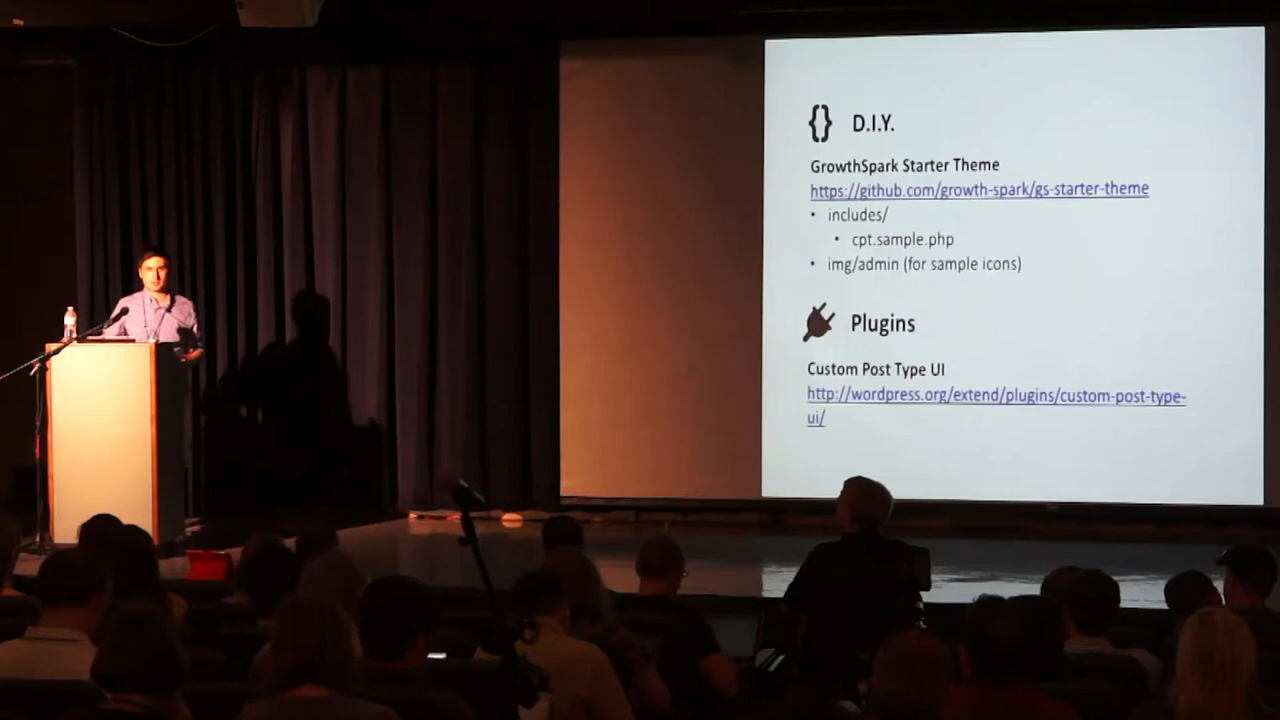 {} D.I.Y.
GrowthSpark Starter Theme
https://github.com/growth-spark/gs-starter-theme
• includes/
• cpt.sample.php
• img/admin (for sample icons)
Plugins
Custom Post Type UI
http://wordpress.org/extend/plugins/custom-post-type-
ui/